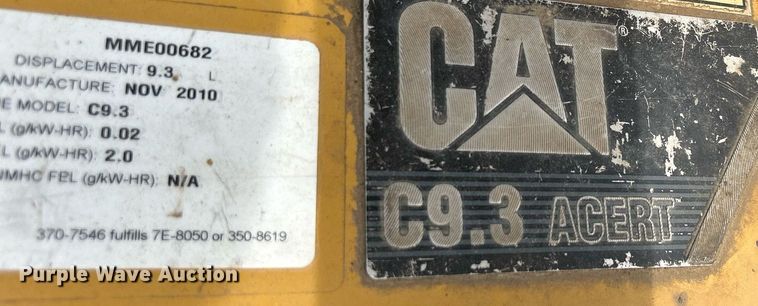 MME00682
DISPLACEMENT: 9.3 L
MANUFACTURE: NOV 2010
MODEL: C9.3
(g/kW-HR): 0.02
(g/kW-HR): 2.0
NMHC FEL (g/kW-HR): N/A
370-7546 fulfills 7E-8050 or 350-8619
CAT®
C9.3 ACERT
Purple Wave Auction